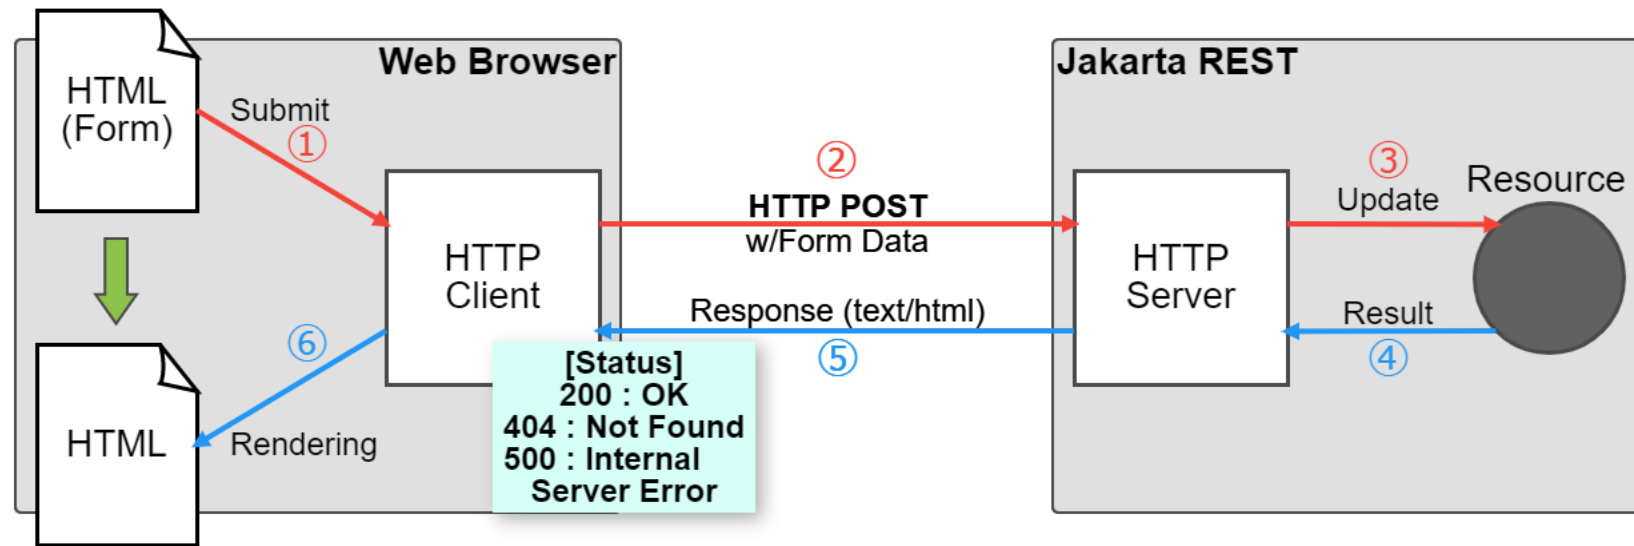 Web Browser
Jakarta REST
HTML
(Form)
Submit
①
②
HTTP POST
w/Form Data
③
Update
Resource
HTTP
Client
HTTP
Server
Response (text/html)
⑤
Result
④
⑥
Rendering
HTML
[Status]
200 : OK
404 : Not Found
500 : Internal
Server Error